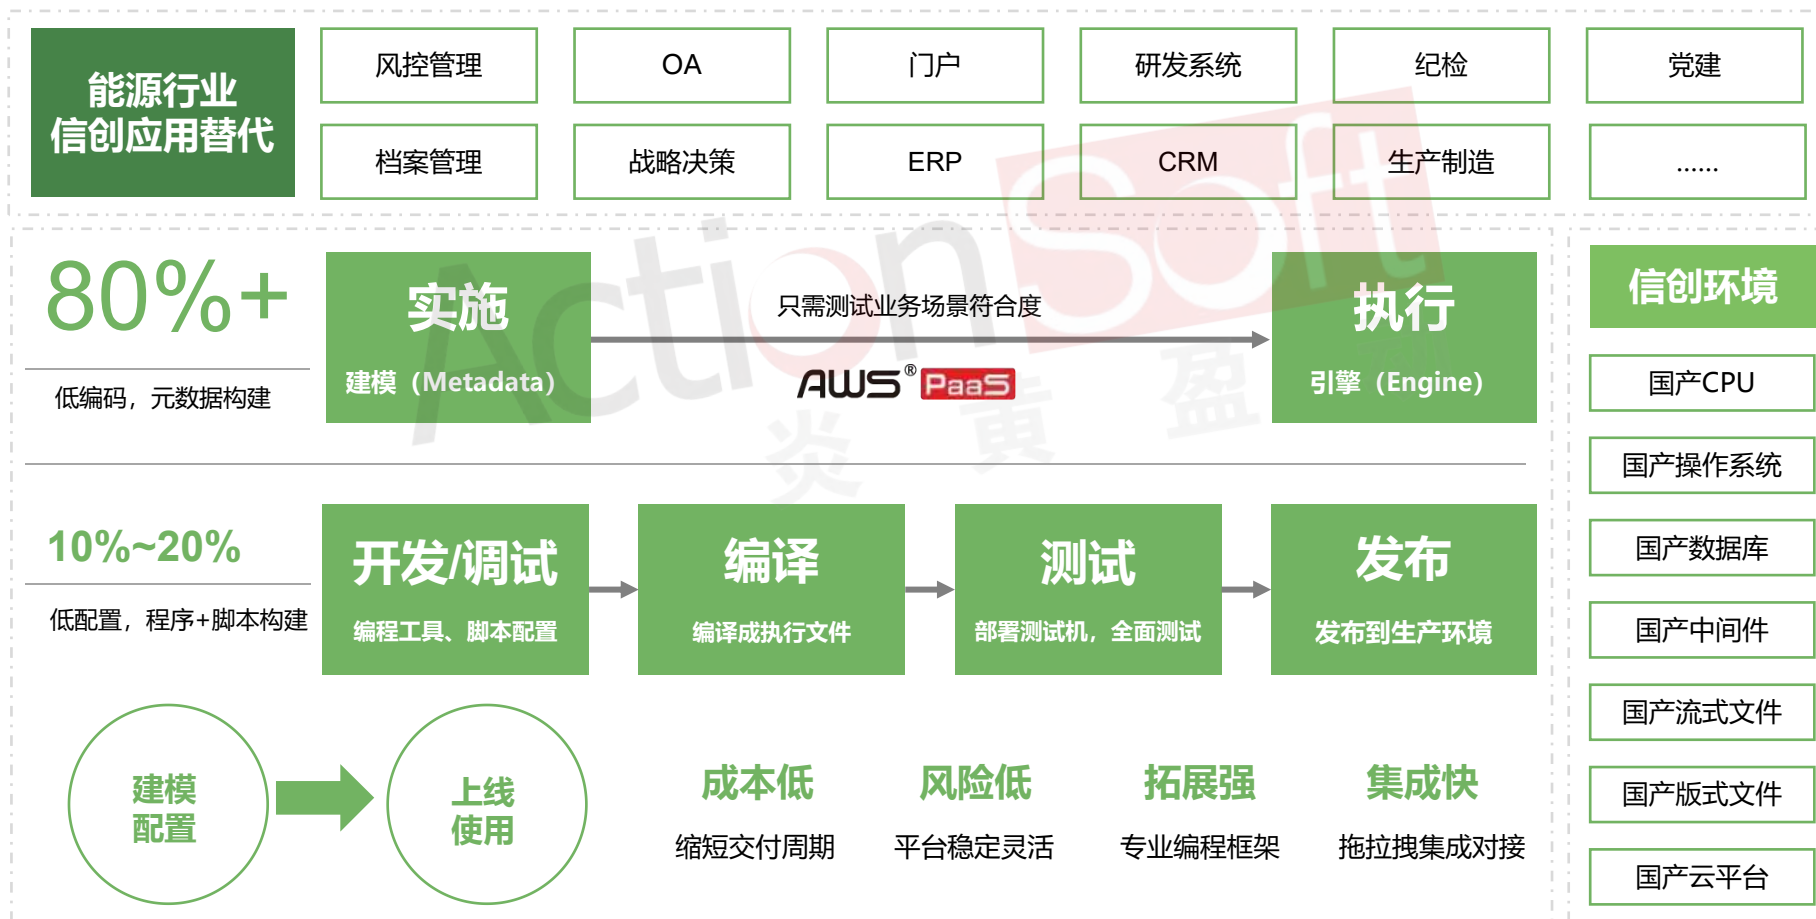 能源行业
信创应用替代
风控管理
OA
门户
研发系统
纪检
党建
档案管理
战略决策
ERP
CRM
生产制造
......
80%+
低编码，元数据构建
实施
建模（Metadata）
只需测试业务场景符合度
AWS® PaaS
执行
引擎（Engine）
10%~20%
低配置，程序+脚本构建
开发/调试
编程工具、脚本配置
编译
编译成执行文件
测试
部署测试机，全面测试
发布
发布到生产环境
建模
配置
上线
使用
成本低
缩短交付周期
风险低
平台稳定灵活
拓展强
专业编程框架
集成快
拖拉拽集成对接
信创环境
国产CPU
国产操作系统
国产数据库
国产中间件
国产流式文件
国产版式文件
国产云平台
ActionSoft
炎黄盈